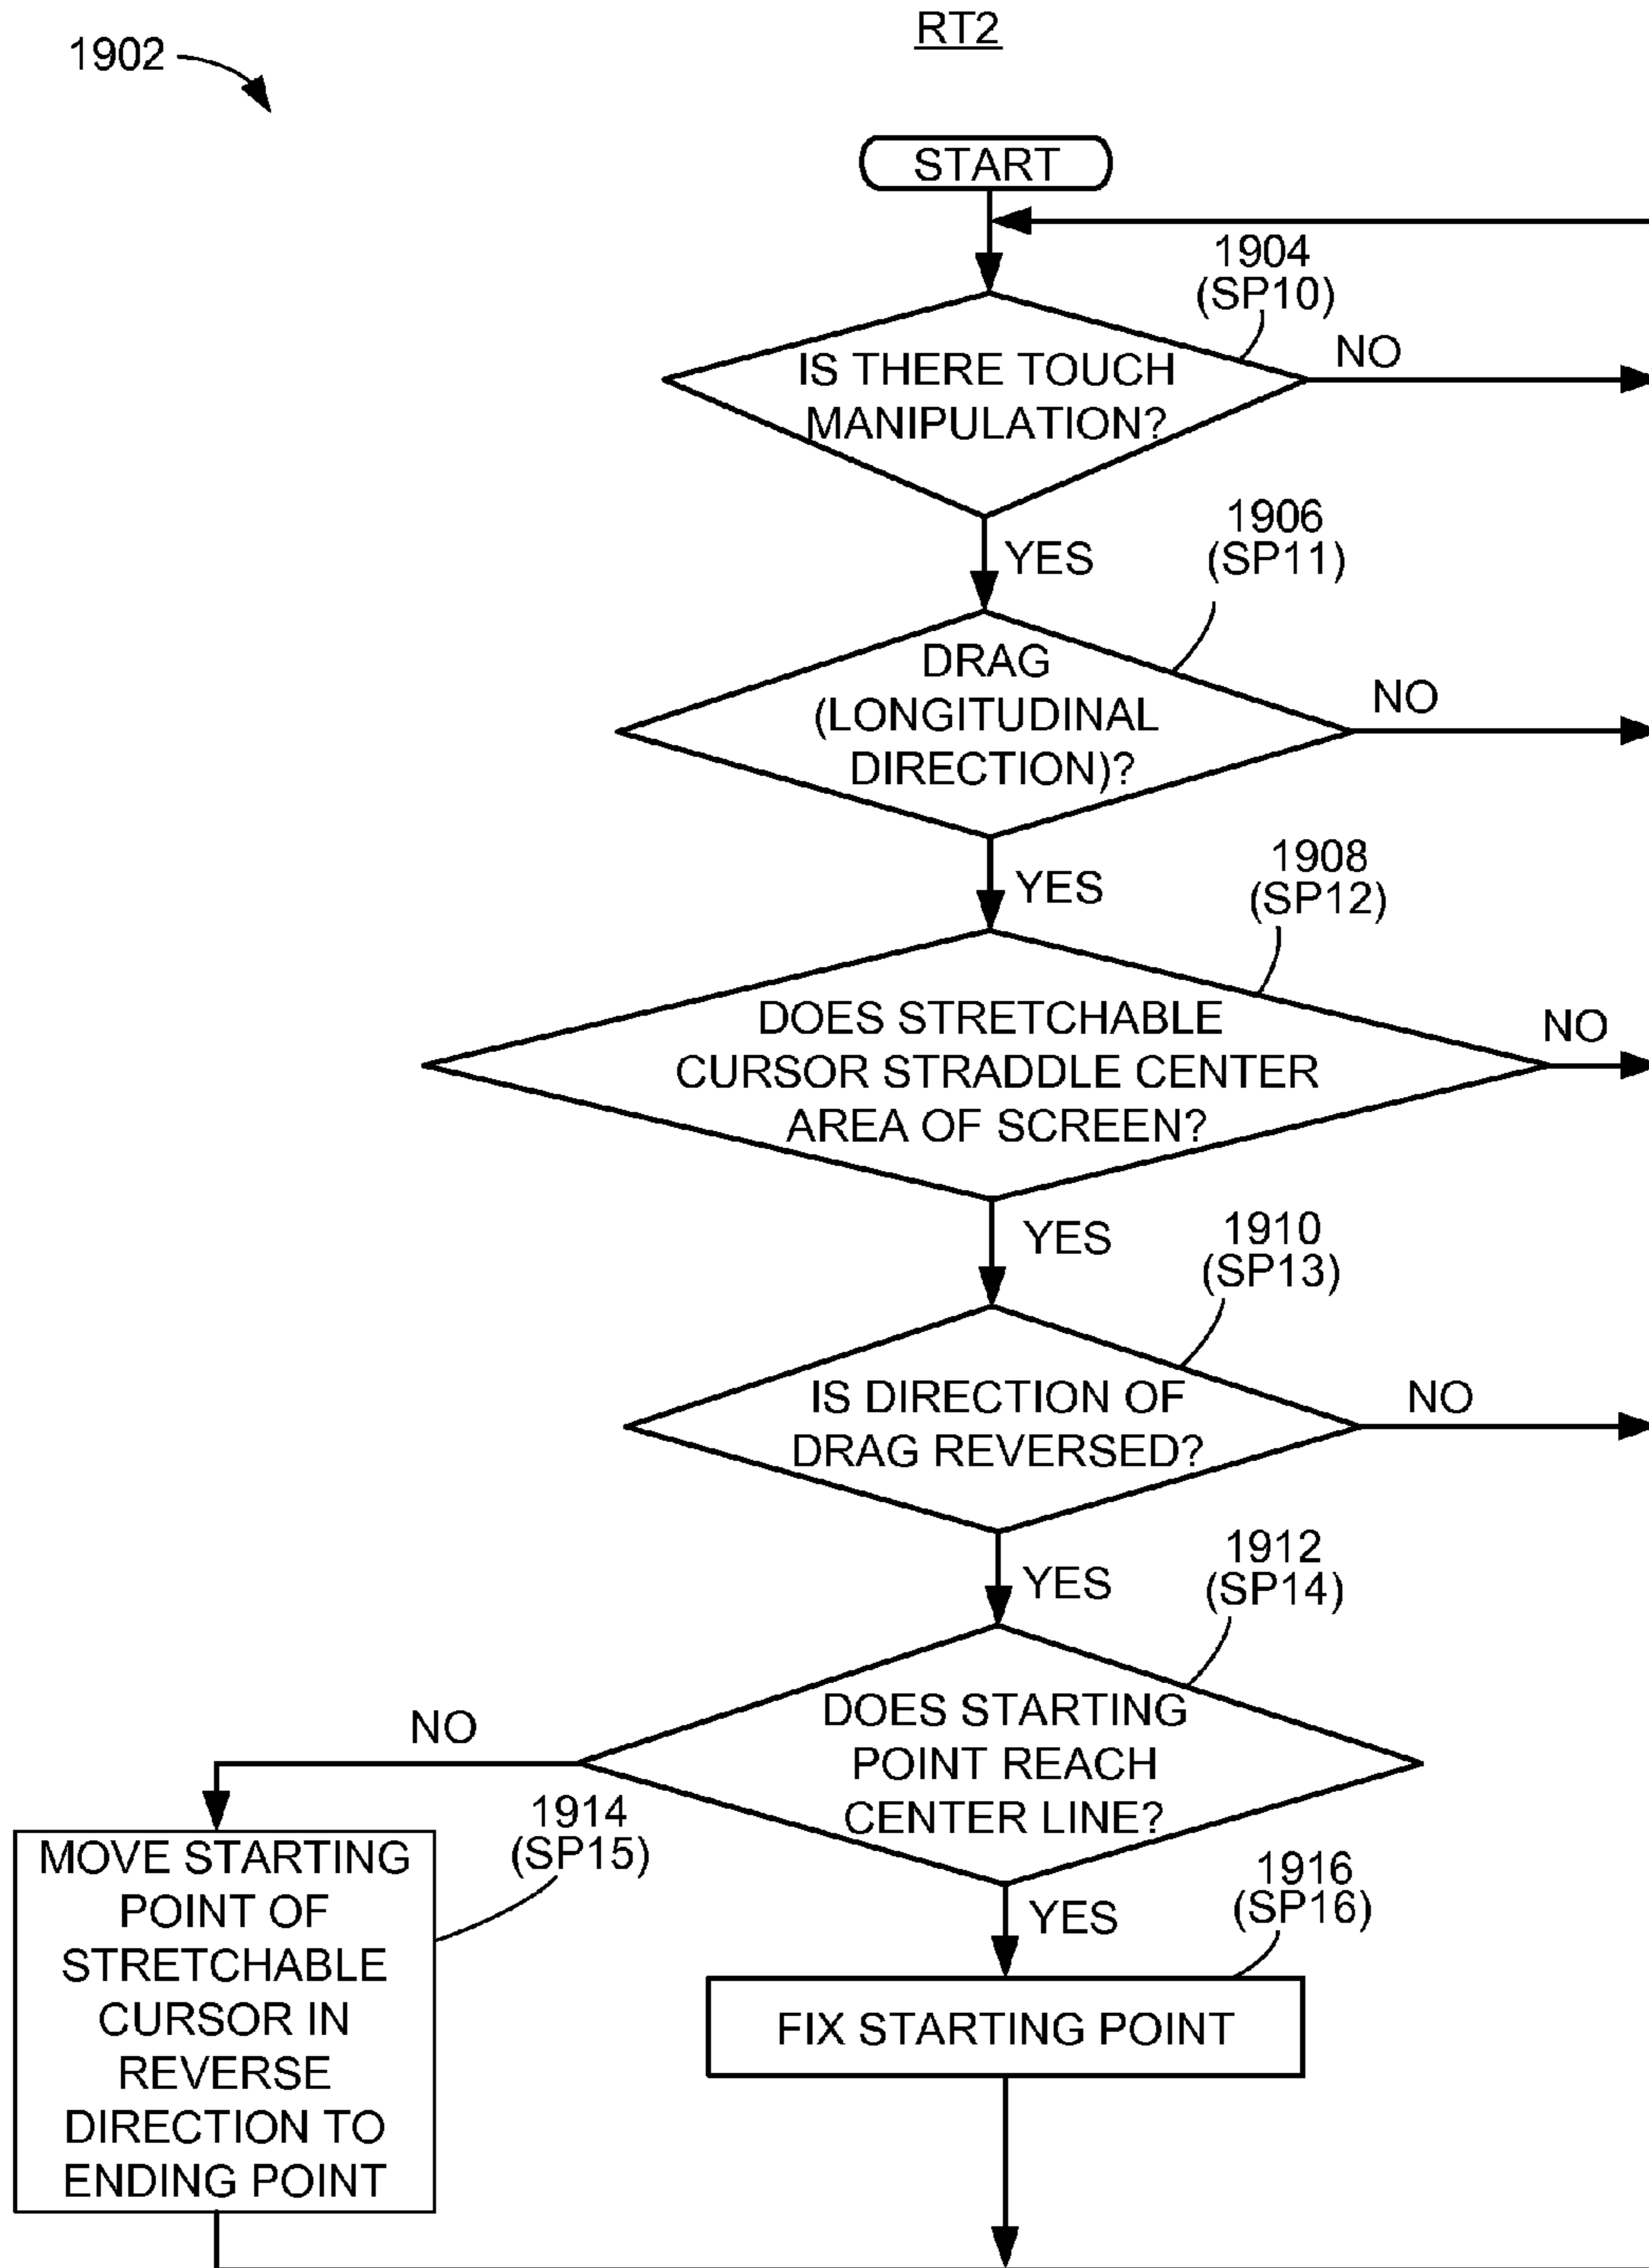 RT2
1902
START
1904
(SP10)
IS THERE TOUCH
MANIPULATION?
NO
YES
1906
(SP11)
DRAG
(LONGITUDINAL
DIRECTION)?
NO
YES
1908
(SP12)
DOES STRETCHABLE
CURSOR STRADDLE CENTER
AREA OF SCREEN?
NO
YES
1910
(SP13)
IS DIRECTION OF
DRAG REVERSED?
NO
YES
1912
(SP14)
DOES STARTING
POINT REACH
CENTER LINE?
NO
1914
(SP15)
MOVE STARTING
POINT OF
STRETCHABLE
CURSOR IN
REVERSE
DIRECTION TO
ENDING POINT
YES
1916
(SP16)
FIX STARTING POINT